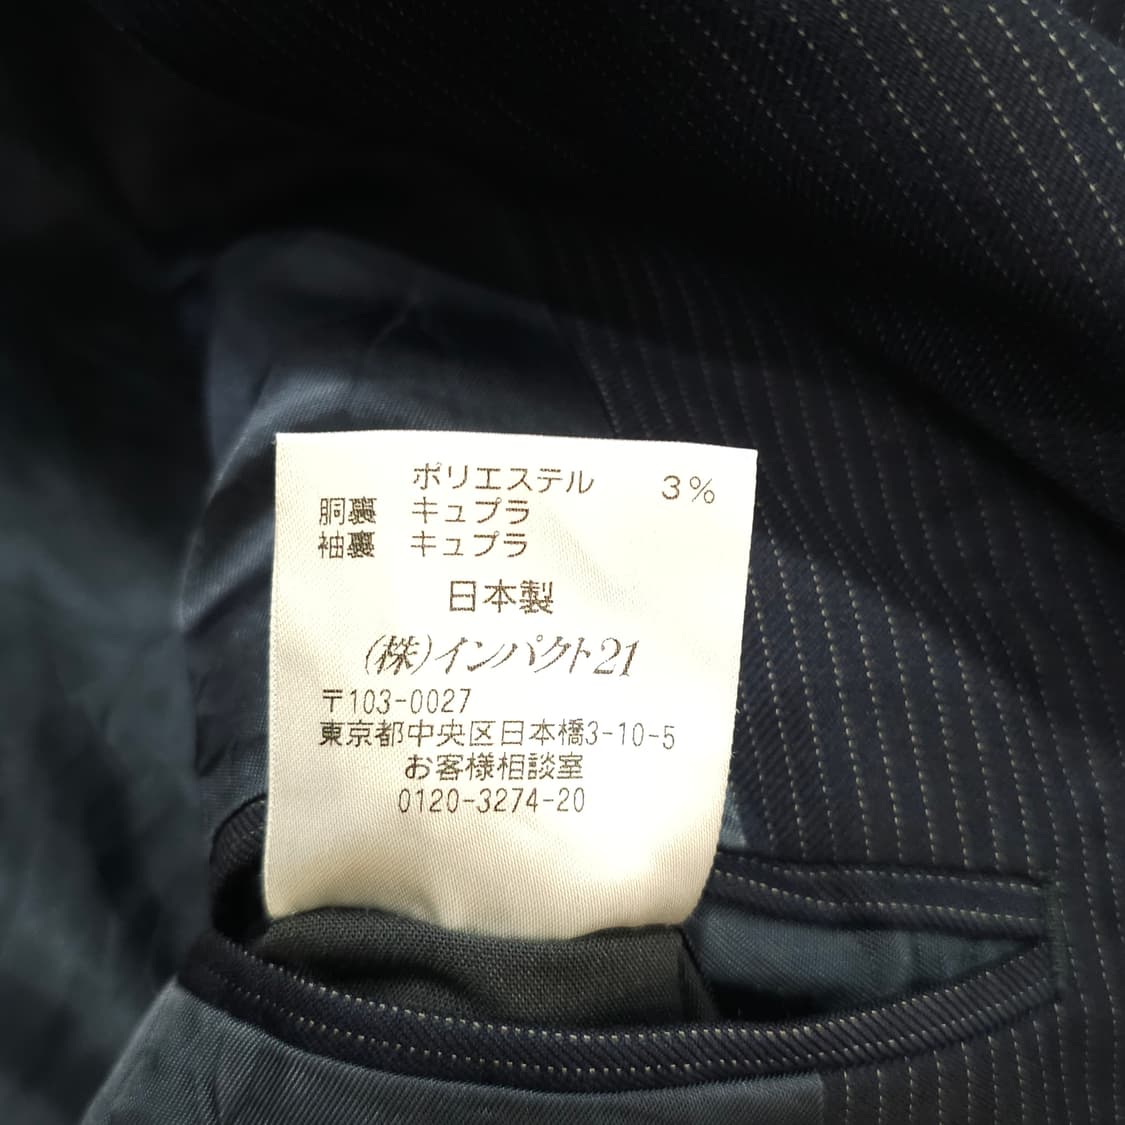 ポリエステル 3%
胴裏 キュプラ
袖裏 キュプラ
日本製
(株)インパクト21
〒103-0027
東京都中央区日本橋3-10-5
お客様相談室
0120-3274-20